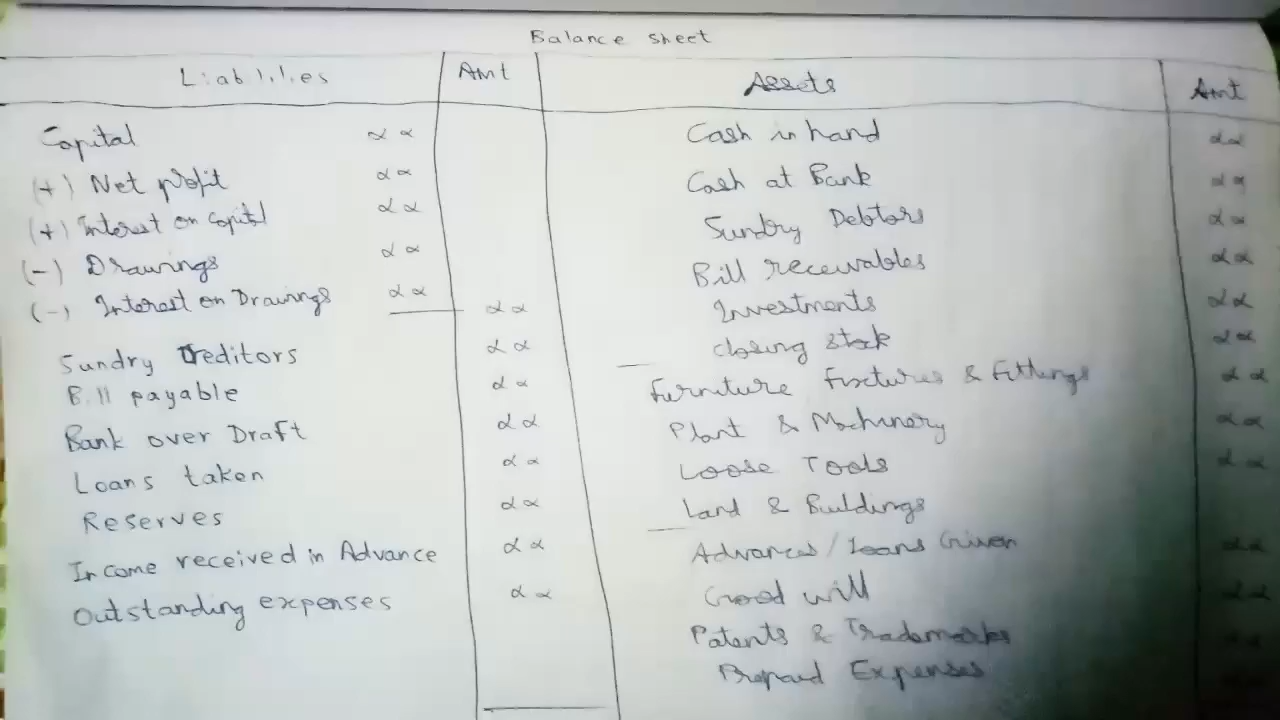 Balance sheet
Liabilities Amt Assets Amt
Capital αα
(+) Net profit αα
(+) Interest on capital αα
(-) Drawings αα
(-) Interest on Drawings αα αα
Sundry Creditors αα
Bill payable αα
Bank over Draft αα
Loans taken αα
Reserves αα
Income received in Advance αα
Outstanding expenses αα
Cash in hand αα
Cash at Bank αα
Sundry Debtors αα
Bill receivables αα
Investments αα
Closing stock αα
Furniture Fixtures & Fittings αα
Plant & Machinery αα
Loose Tools αα
Land & Buildings
Advances/Loans Given αα
Good will αα
Patents & Trademarks αα
Prepaid Expenses